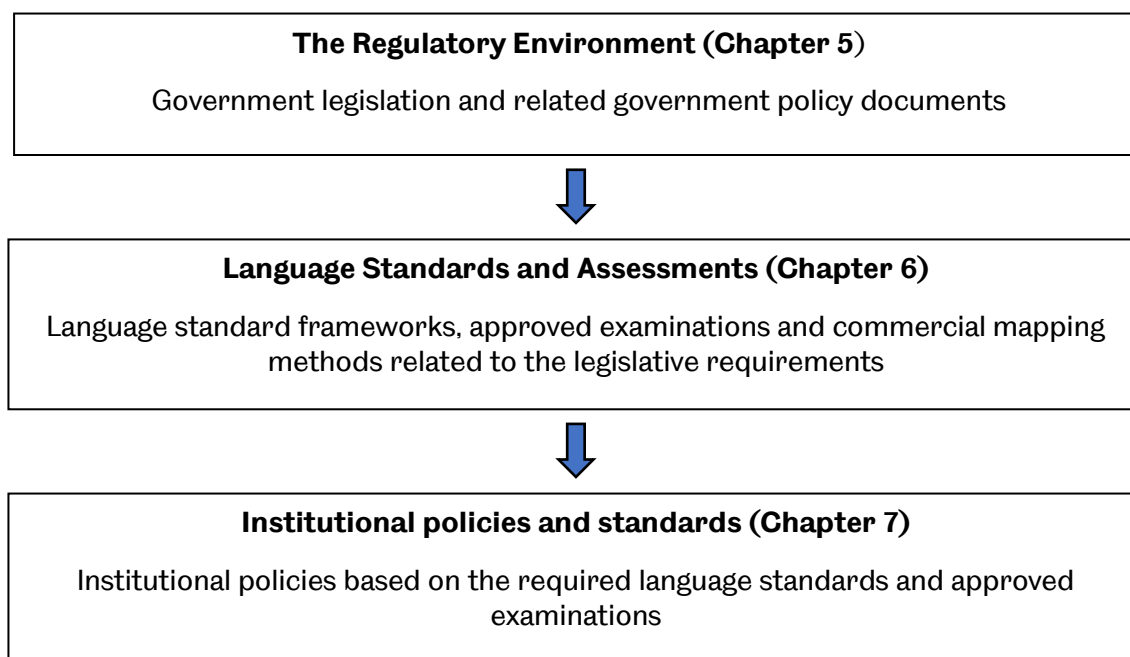 The Regulatory Environment (Chapter 5)
Government legislation and related government policy documents
Language Standards and Assessments (Chapter 6)
Language standard frameworks, approved examinations and commercial mapping
methods related to the legislative requirements
Institutional policies and standards (Chapter 7)
Institutional policies based on the required language standards and approved
examinations